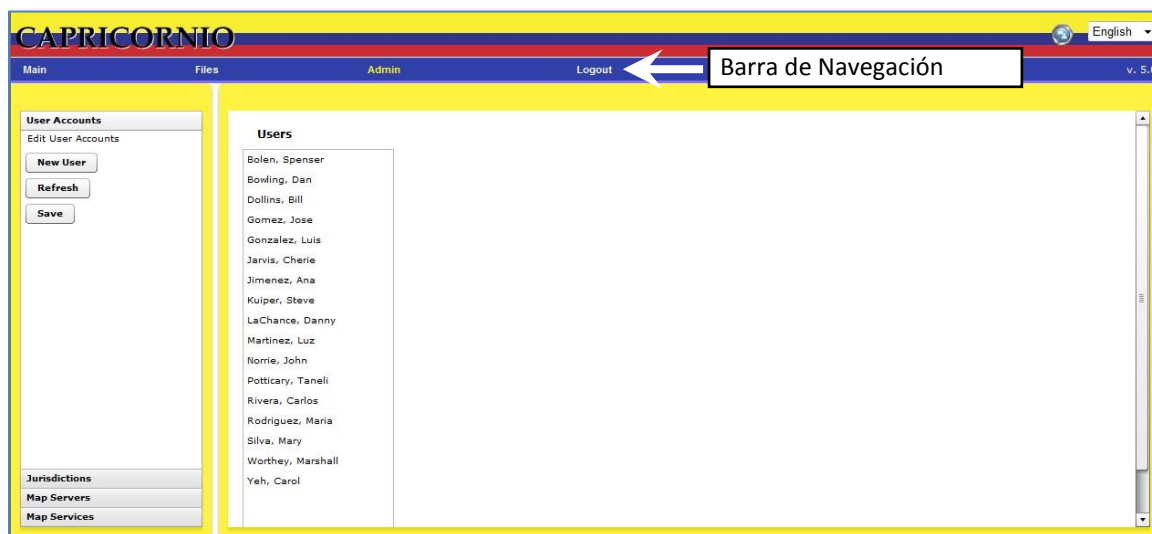 CAPRICORNIO
English
Main Files Admin Logout
Barra de Navegación
v. 5.
User Accounts
Edit User Accounts
New User
Refresh
Save
Jurisdictions
Map Servers
Map Services
Users
Bolen, Spenser
Bowling, Dan
Dollins, Bill
Gomez, Jose
Gonzalez, Luis
Jarvis, Cherie
Jimenez, Ana
Kuiper, Steve
LaChance, Danny
Martinez, Luz
Norrie, John
Potticary, Taneli
Rivera, Carlos
Rodriguez, Maria
Silva, Mary
Worthey, Marshall
Yeh, Carol